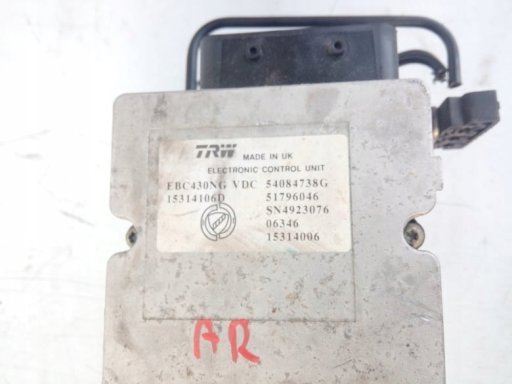 TRW MADE IN UK
ELECTRONIC CONTROL UNIT
EBC430NG VDC 54084738G
15314106D 51796046
SN4923076
06346
15314006
AR